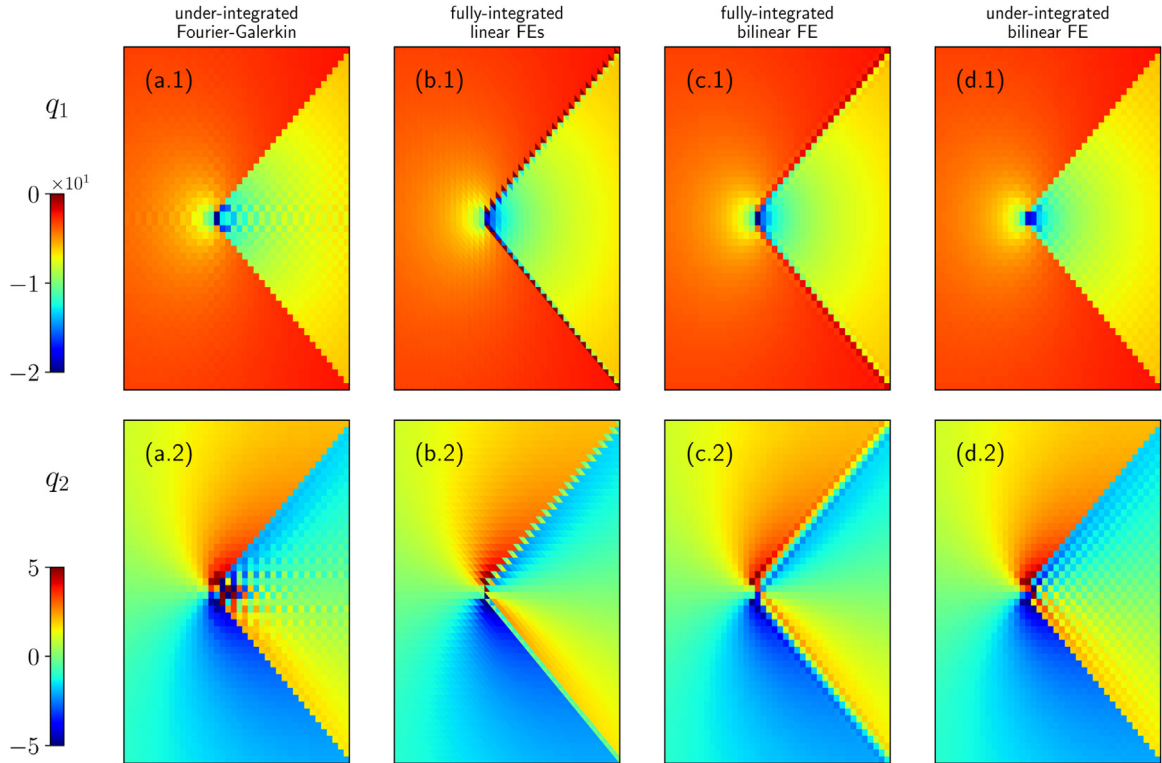 under-integrated
Fourier-Galerkin
fully-integrated
linear FEs
fully-integrated
bilinear FE
under-integrated
bilinear FE
q₁
×10¹
0
−1
−2
(a.1)
(b.1)
(c.1)
(d.1)
q₂
5
0
−5
(a.2)
(b.2)
(c.2)
(d.2)